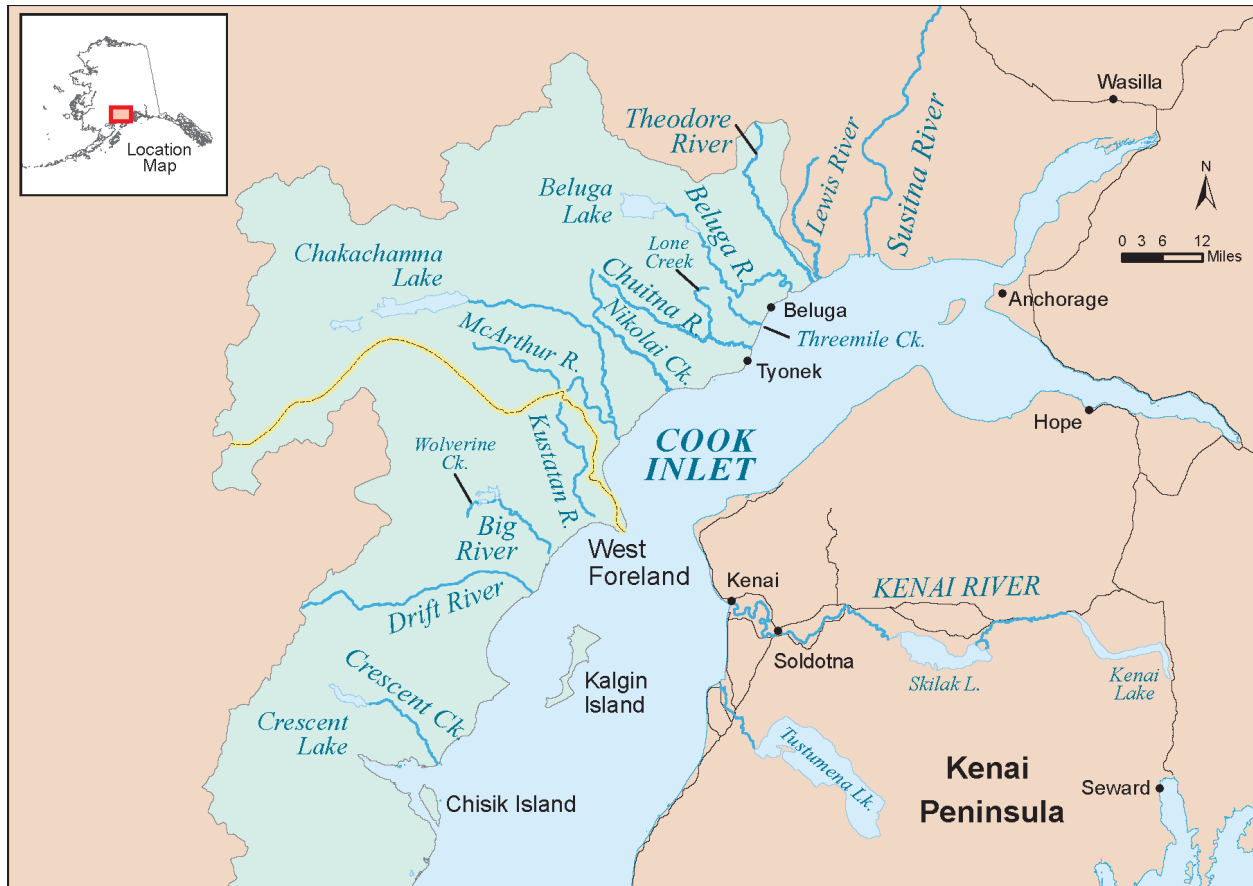 Location
Map
Wasilla
Theodore
River
Lewis River
Susitna River
N
Beluga
Lake
Beluga R.
Lone
Creek
0 3 6 12
Miles
Chakachamna
Lake
Chuitna R.
Nikolai Ck.
Anchorage
Beluga
Threemile Ck.
McArthur R.
Tyonek
Hope
Kustatan R.
COOK
INLET
Wolverine
Ck.
Big
River
West
Foreland
Kenai
KENAI RIVER
Drift River
Soldotna
Skilak L.
Kenai
Lake
Kalgin
Island
Crescent Ck.
Crescent
Lake
Tustumena Lk.
Kenai
Peninsula
Seward
Chisik Island